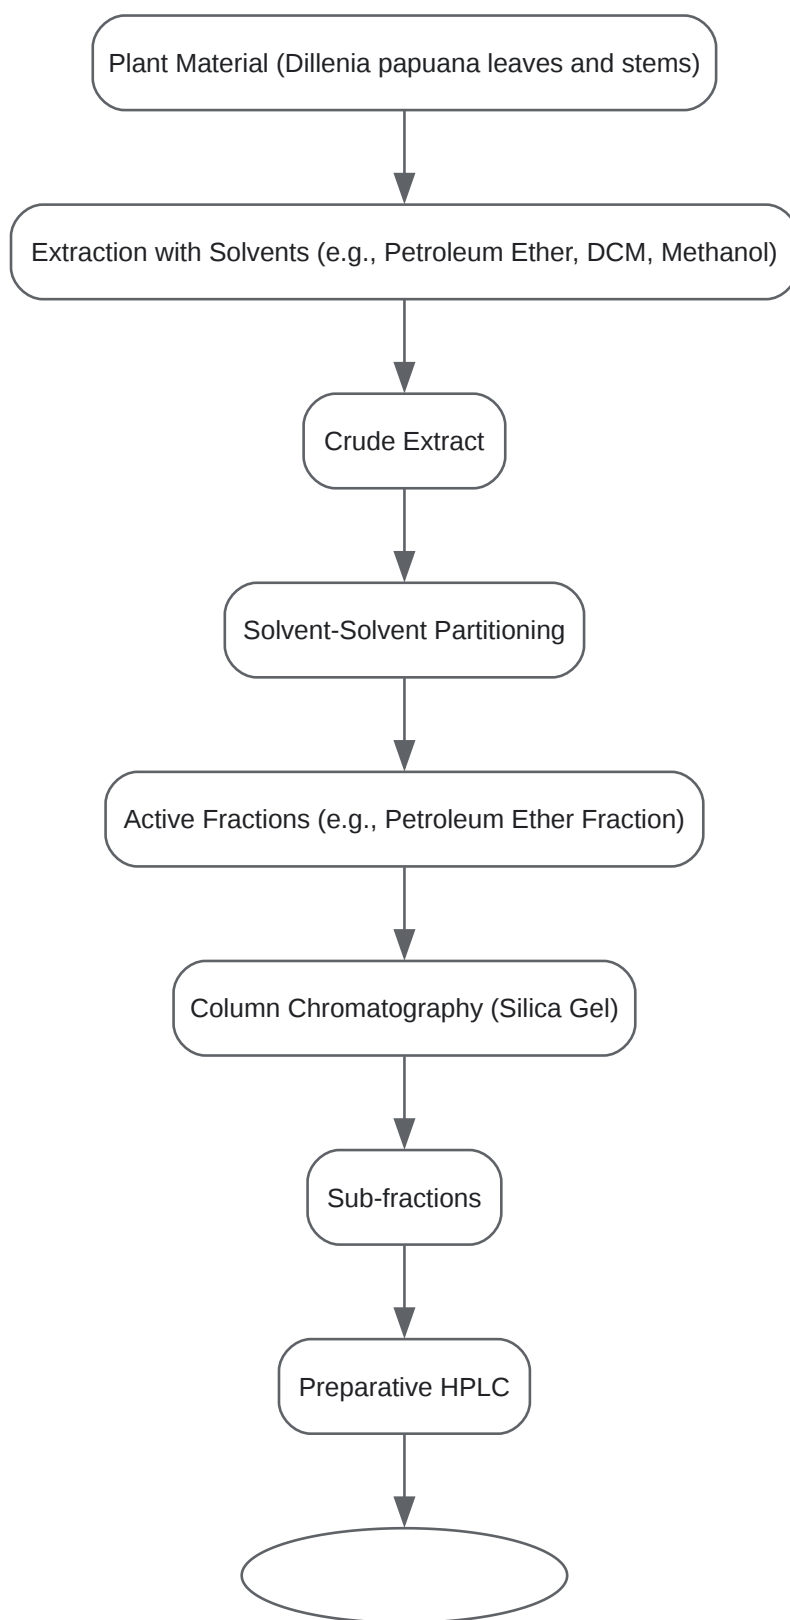 Plant Material (Dillenia papuana leaves and stems)
Extraction with Solvents (e.g., Petroleum Ether, DCM, Methanol)
Crude Extract
Solvent-Solvent Partitioning
Active Fractions (e.g., Petroleum Ether Fraction)
Column Chromatography (Silica Gel)
Sub-fractions
Preparative HPLC